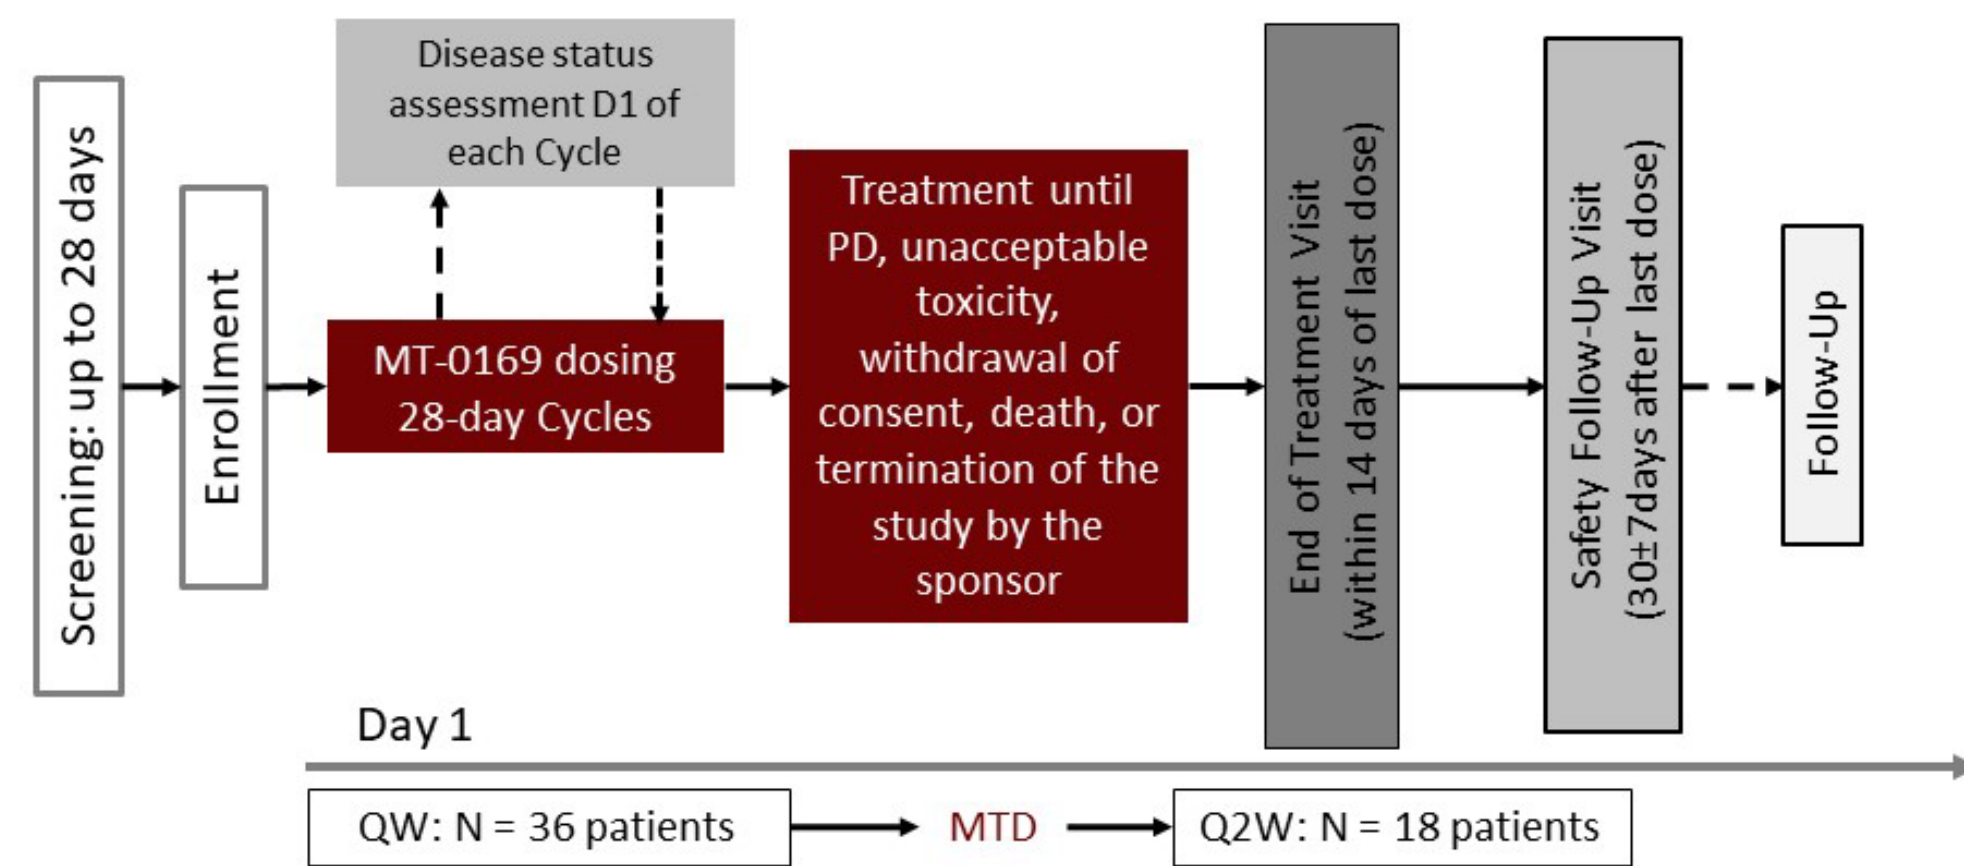 Screening: up to 28 days
Enrollment
Disease status
assessment D1 of
each Cycle
MT-0169 dosing
28-day Cycles
Treatment until
PD, unacceptable
toxicity,
withdrawal of
consent, death, or
termination of the
study by the
sponsor
End of Treatment Visit
(within 14 days of last dose)
Safety Follow-Up Visit
(30±7days after last dose)
Follow-Up
Day 1
QW: N = 36 patients
MTD
Q2W: N = 18 patients